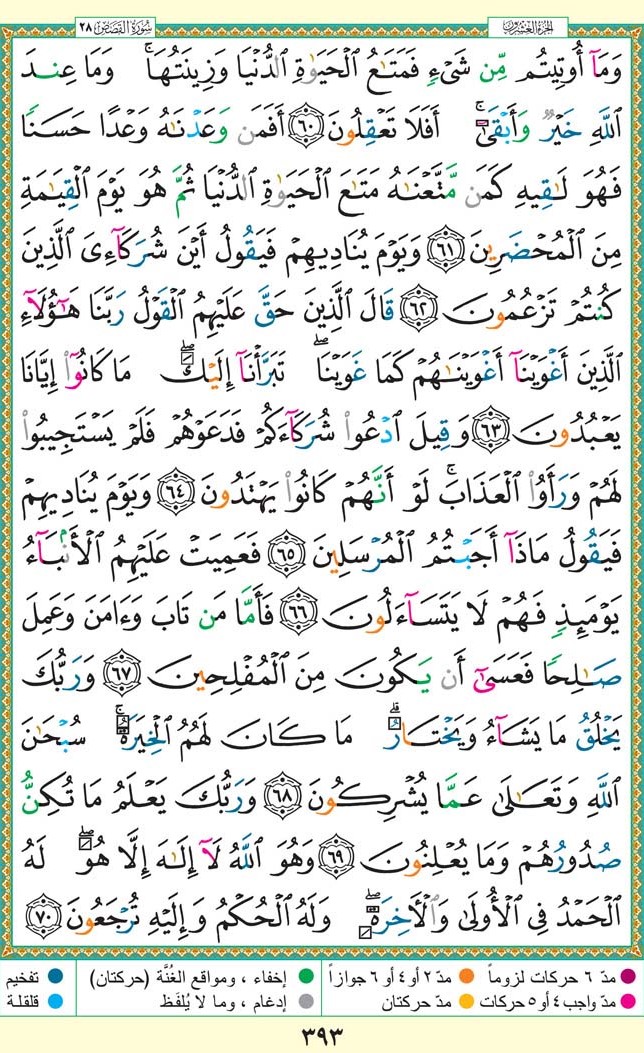 سُورَةُ القَصَصِ ٢٨
الجُزْءُ العِشْرُونَ
وَمَآ أُوتِيتُم مِّن شَىْءٍ فَمَتَـٰعُ ٱلْحَيَوٰةِ ٱلدُّنْيَا وَزِينَتُهَا ۚ وَمَا عِندَ
ٱللَّهِ خَيْرٌ وَأَبْقَىٰٓ ۚ أَفَلَا تَعْقِلُونَ ٦٠ أَفَمَن وَعَدْنَـٰهُ وَعْدًا حَسَنًا
فَهُوَ لَـٰقِيهِ كَمَن مَّتَّعْنَـٰهُ مَتَـٰعَ ٱلْحَيَوٰةِ ٱلدُّنْيَا ثُمَّ هُوَ يَوْمَ ٱلْقِيَـٰمَةِ
مِنَ ٱلْمُحْضَرِينَ ٦١ وَيَوْمَ يُنَادِيهِمْ فَيَقُولُ أَيْنَ شُرَكَآءِىَ ٱلَّذِينَ
كُنتُمْ تَزْعُمُونَ ٦٢ قَالَ ٱلَّذِينَ حَقَّ عَلَيْهِمُ ٱلْقَوْلُ رَبَّنَا هَـٰٓؤُلَآءِ
ٱلَّذِينَ أَغْوَيْنَآ أَغْوَيْنَـٰهُمْ كَمَا غَوَيْنَا ۖ تَبَرَّأْنَآ إِلَيْكَ ۖ مَا كَانُوٓا۟ إِيَّانَا
يَعْبُدُونَ ٦٣ وَقِيلَ ٱدْعُوا۟ شُرَكَآءَكُمْ فَدَعَوْهُمْ فَلَمْ يَسْتَجِيبُوا۟
لَهُمْ وَرَأَوُا۟ ٱلْعَذَابَ ۚ لَوْ أَنَّهُمْ كَانُوا۟ يَهْتَدُونَ ٦٤ وَيَوْمَ يُنَادِيهِمْ
فَيَقُولُ مَاذَآ أَجَبْتُمُ ٱلْمُرْسَلِينَ ٦٥ فَعَمِيَتْ عَلَيْهِمُ ٱلْأَنۢبَآءُ
يَوْمَئِذٍ فَهُمْ لَا يَتَسَآءَلُونَ ٦٦ فَأَمَّا مَن تَابَ وَءَامَنَ وَعَمِلَ
صَـٰلِحًا فَعَسَىٰٓ أَن يَكُونَ مِنَ ٱلْمُفْلِحِينَ ٦٧ وَرَبُّكَ
يَخْلُقُ مَا يَشَآءُ وَيَخْتَارُ ۗ مَا كَانَ لَهُمُ ٱلْخِيَرَةُ ۚ سُبْحَـٰنَ
ٱللَّهِ وَتَعَـٰلَىٰ عَمَّا يُشْرِكُونَ ٦٨ وَرَبُّكَ يَعْلَمُ مَا تُكِنُّ
صُدُورُهُمْ وَمَا يُعْلِنُونَ ٦٩ وَهُوَ ٱللَّهُ لَآ إِلَـٰهَ إِلَّا هُوَ ۖ لَهُ
ٱلْحَمْدُ فِى ٱلْأُولَىٰ وَٱلْـَٔاخِرَةِ ۖ وَلَهُ ٱلْحُكْمُ وَإِلَيْهِ تُرْجَعُونَ ٧٠
مدّ ٦ حركات لزوماً
مدّ ٢ أو ٤ أو ٦ جوازاً
إخفاء ، ومواقع الغُنَّة (حركتان)
تفخيم
مدّ واجب ٤ أو ٥ حركات
مدّ حركتان
إدغام ، وما لا يُلفَظ
قلقلة
٣٩٣